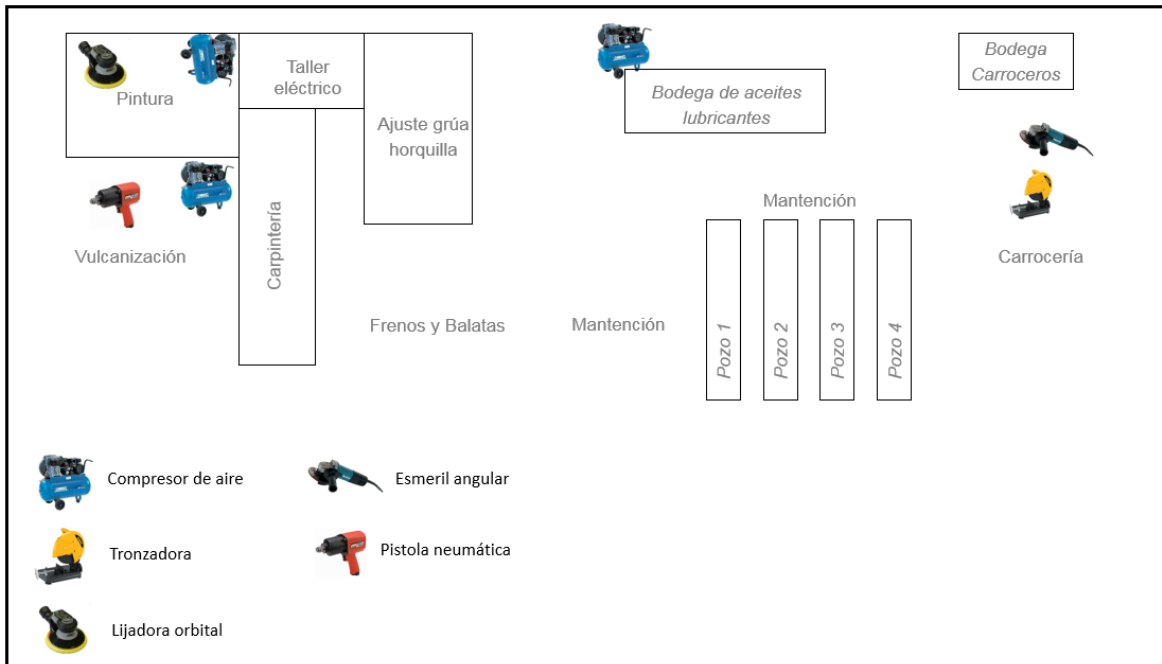 Pintura
Taller
eléctrico
Ajuste grúa
horquilla
Bodega de aceites
lubricantes
Bodega
Carroceros
Vulcanización
Carpintería
Mantención
Carrocería
Frenos y Balatas
Mantención
Pozo 1
Pozo 2
Pozo 3
Pozo 4
Compresor de aire
Esmeril angular
Tronzadora
Pistola neumática
Lijadora orbital